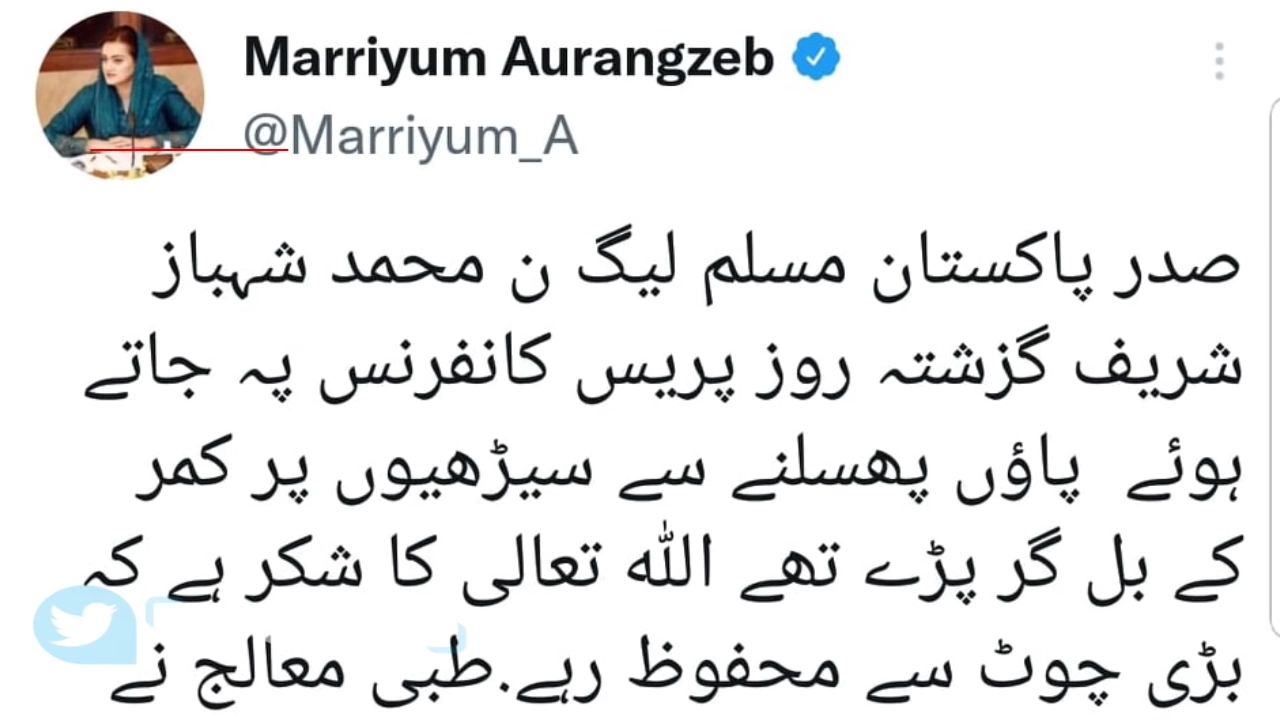 Marriyum Aurangzeb
@Marriyum_A
صدر پاکستان مسلم لیگ ن محمد شہباز
شریف گزشتہ روز پریس کانفرنس پہ جاتے
ہوئے پاؤں پھسلنے سے سیڑھیوں پر کمر
کے بل گر پڑے تھے اللہ تعالی کا شکر ہے کہ
بڑی چوٹ سے محفوظ رہے.طبی معالج نے